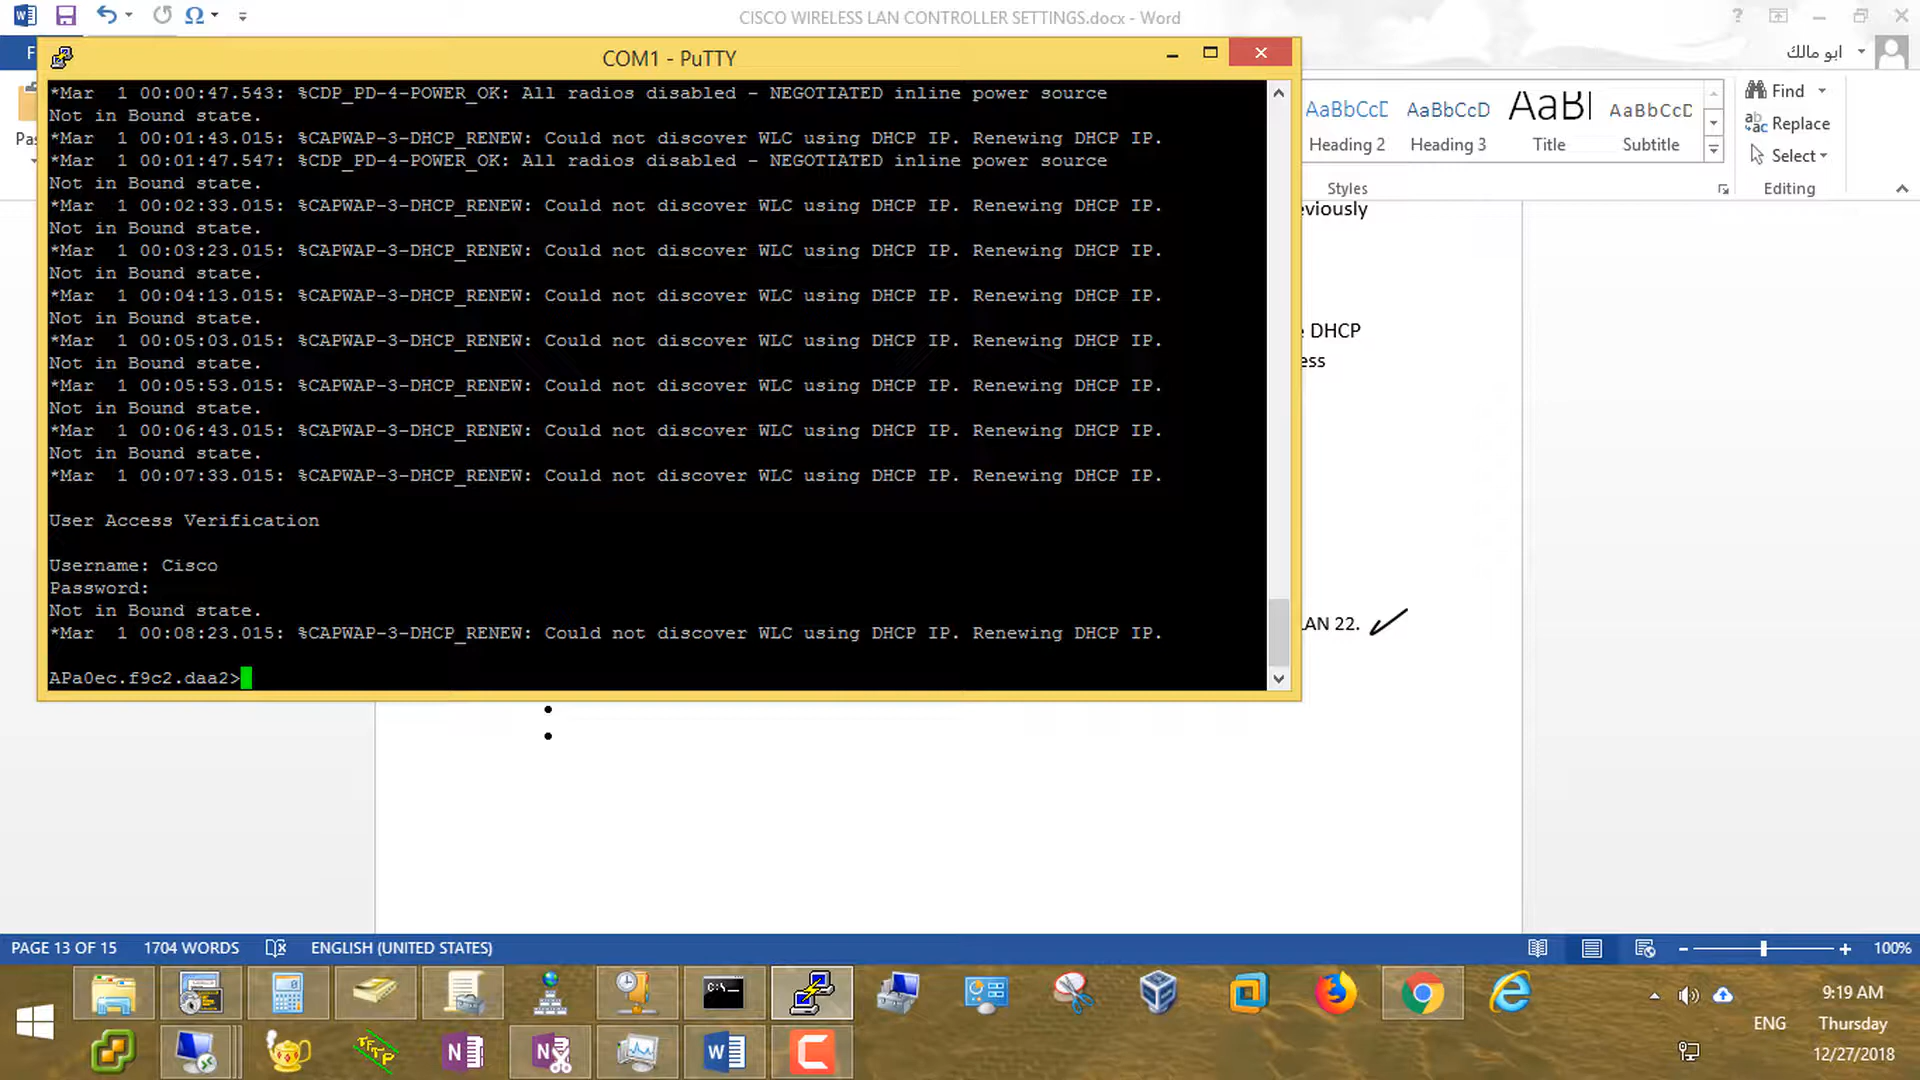 CISCO WIRELESS LAN CONTROLLER SETTINGS.docx - Word
ابو مالك
COM1 - PuTTY
*Mar  1 00:00:47.543: %CDP_PD-4-POWER_OK: All radios disabled - NEGOTIATED inline power source
Not in Bound state.
*Mar  1 00:01:43.015: %CAPWAP-3-DHCP_RENEW: Could not discover WLC using DHCP IP. Renewing DHCP IP.
*Mar  1 00:01:47.547: %CDP_PD-4-POWER_OK: All radios disabled - NEGOTIATED inline power source
Not in Bound state.
*Mar  1 00:02:33.015: %CAPWAP-3-DHCP_RENEW: Could not discover WLC using DHCP IP. Renewing DHCP IP.
Not in Bound state.
*Mar  1 00:03:23.015: %CAPWAP-3-DHCP_RENEW: Could not discover WLC using DHCP IP. Renewing DHCP IP.
Not in Bound state.
*Mar  1 00:04:13.015: %CAPWAP-3-DHCP_RENEW: Could not discover WLC using DHCP IP. Renewing DHCP IP.
Not in Bound state.
*Mar  1 00:05:03.015: %CAPWAP-3-DHCP_RENEW: Could not discover WLC using DHCP IP. Renewing DHCP IP.
Not in Bound state.
*Mar  1 00:05:53.015: %CAPWAP-3-DHCP_RENEW: Could not discover WLC using DHCP IP. Renewing DHCP IP.
Not in Bound state.
*Mar  1 00:06:43.015: %CAPWAP-3-DHCP_RENEW: Could not discover WLC using DHCP IP. Renewing DHCP IP.
Not in Bound state.
*Mar  1 00:07:33.015: %CAPWAP-3-DHCP_RENEW: Could not discover WLC using DHCP IP. Renewing DHCP IP.
User Access Verification
Username: Cisco
Password:
Not in Bound state.
*Mar  1 00:08:23.015: %CAPWAP-3-DHCP_RENEW: Could not discover WLC using DHCP IP. Renewing DHCP IP.
APa0ec.f9c2.daa2>
F
Pas
AaBbCcD AaBbCcD AaBl AaBbCcD
Heading 2 Heading 3 Title Subtitle
Styles
Find
Replace
Select
Editing
eviously
DHCP
ess
LAN 22.
PAGE 13 OF 15 1704 WORDS ENGLISH (UNITED STATES) 100%
C:\_
TFTP
N
N
W
C
ENG
9:19 AM
Thursday
12/27/2018